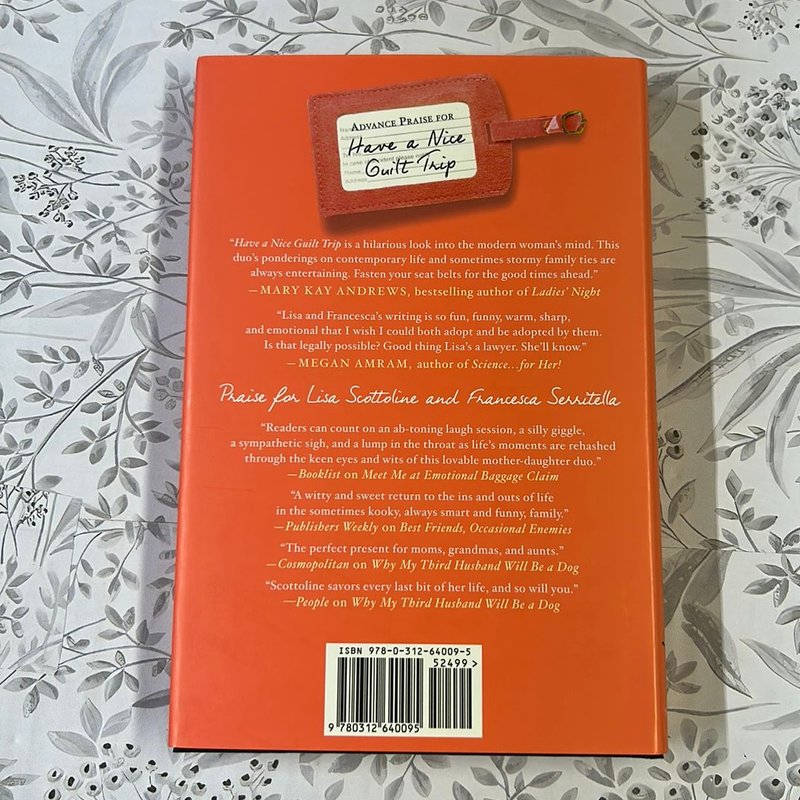 ADVANCE PRAISE FOR
Have a Nice
Guilt Trip
“Have a Nice Guilt Trip is a hilarious look into the modern woman’s mind. This
duo’s ponderings on contemporary life and sometimes stormy family ties are
always entertaining. Fasten your seat belts for the good times ahead.”
—MARY KAY ANDREWS, bestselling author of Ladies’ Night
“Lisa and Francesca’s writing is so fun, funny, warm, sharp,
and emotional that I wish I could both adopt and be adopted by them.
Is that legally possible? Good thing Lisa’s a lawyer. She’ll know.”
—MEGAN AMRAM, author of Science...for Her!
Praise for Lisa Scottoline and Francesca Serritella
“Readers can count on an ab-toning laugh session, a silly giggle,
a sympathetic sigh, and a lump in the throat as life’s moments are rehashed
through the keen eyes and wits of this lovable mother-daughter duo.”
—Booklist on Meet Me at Emotional Baggage Claim
“A witty and sweet return to the ins and outs of life
in the sometimes kooky, always smart and funny, family.”
—Publishers Weekly on Best Friends, Occasional Enemies
“The perfect present for moms, grandmas, and aunts.”
—Cosmopolitan on Why My Third Husband Will Be a Dog
“Scottoline savors every last bit of her life, and so will you.”
—People on Why My Third Husband Will Be a Dog
ISBN 978-0-312-64009-5
52499>
9 780312 640095